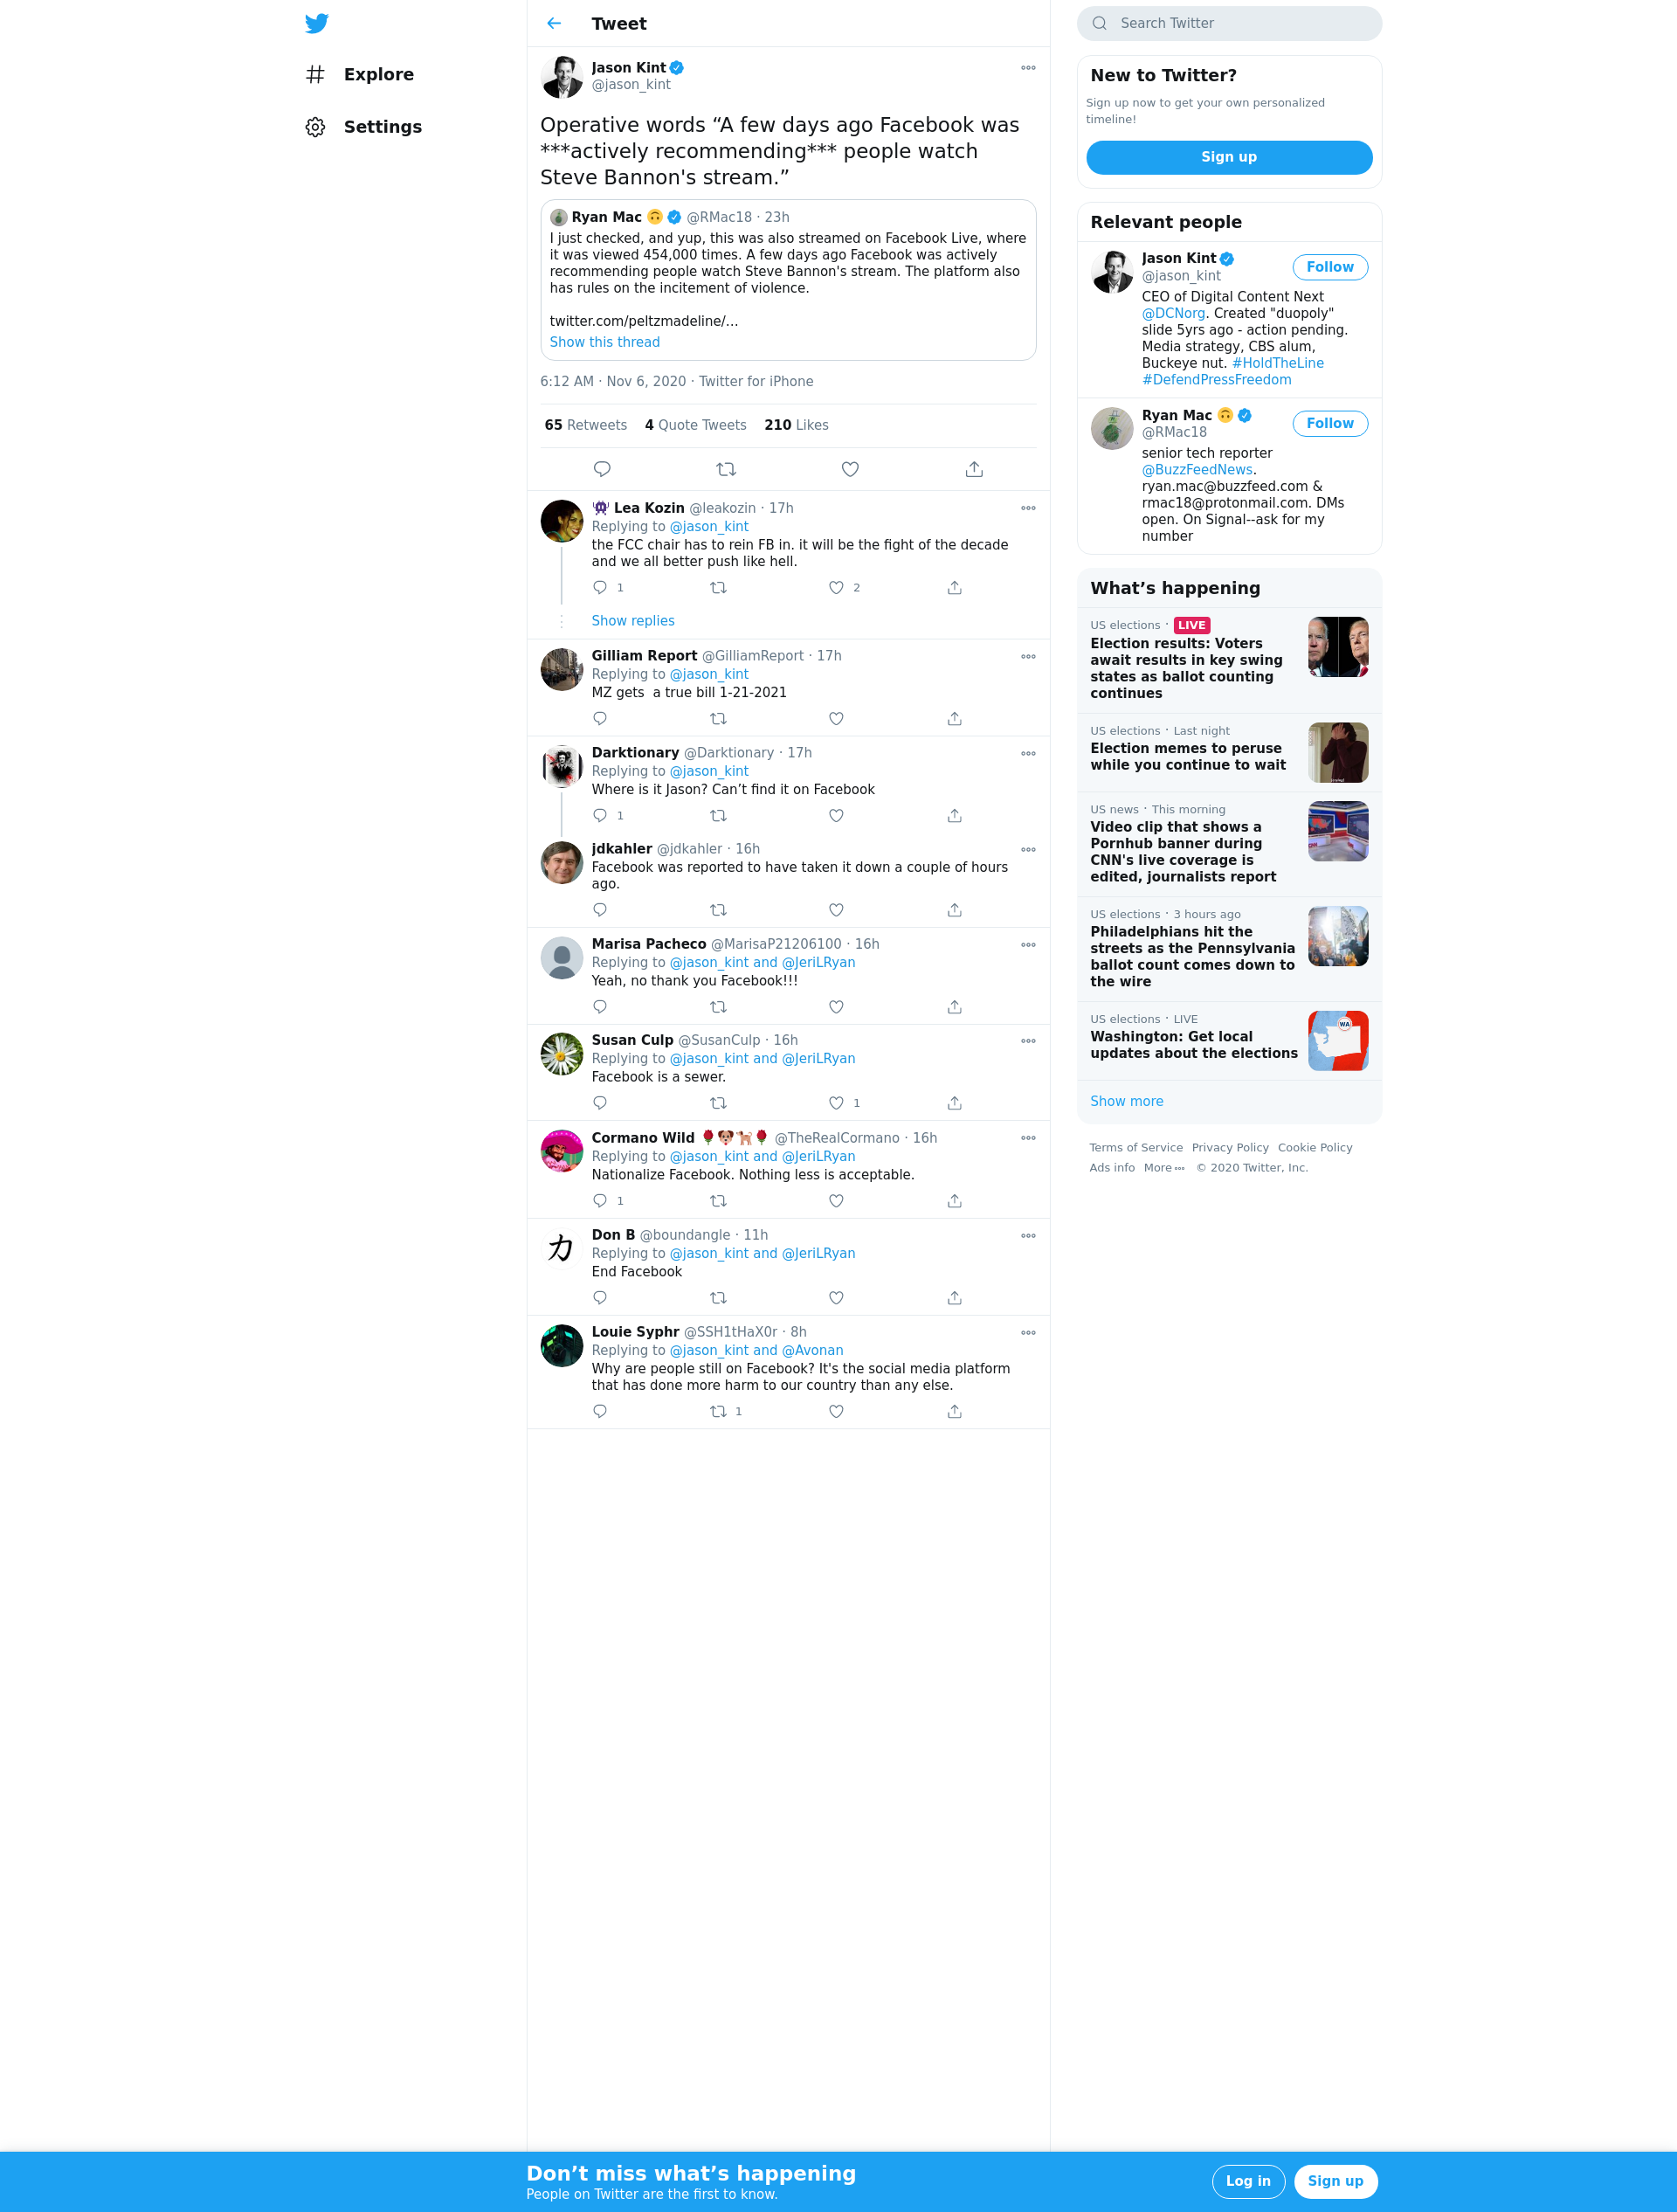 Tweet
Explore
Settings
Jason Kint
@jason_kint
Operative words “A few days ago Facebook was
***actively recommending*** people watch
Steve Bannon's stream.”
Ryan Mac 🙃 @RMac18 · 23h
I just checked, and yup, this was also streamed on Facebook Live, where
it was viewed 454,000 times. A few days ago Facebook was actively
recommending people watch Steve Bannon's stream. The platform also
has rules on the incitement of violence.
twitter.com/peltzmadeline/…
Show this thread
6:12 AM · Nov 6, 2020 · Twitter for iPhone
65 Retweets 4 Quote Tweets 210 Likes
👾 Lea Kozin @leakozin · 17h
Replying to @jason_kint
the FCC chair has to rein FB in. it will be the fight of the decade
and we all better push like hell.
1 2
Show replies
Gilliam Report @GilliamReport · 17h
Replying to @jason_kint
MZ gets  a true bill 1-21-2021
Darktionary @Darktionary · 17h
Replying to @jason_kint
Where is it Jason? Can’t find it on Facebook
1
jdkahler @jdkahler · 16h
Facebook was reported to have taken it down a couple of hours
ago.
Marisa Pacheco @MarisaP21206100 · 16h
Replying to @jason_kint and @JeriLRyan
Yeah, no thank you Facebook!!!
Susan Culp @SusanCulp · 16h
Replying to @jason_kint and @JeriLRyan
Facebook is a sewer.
1
Cormano Wild 🌹🐶🐕🌹 @TheRealCormano · 16h
Replying to @jason_kint and @JeriLRyan
Nationalize Facebook. Nothing less is acceptable.
1
カ
Don B @boundangle · 11h
Replying to @jason_kint and @JeriLRyan
End Facebook
Louie Syphr @SSH1tHaX0r · 8h
Replying to @jason_kint and @Avonan
Why are people still on Facebook? It's the social media platform
that has done more harm to our country than any else.
1
Search Twitter
New to Twitter?
Sign up now to get your own personalized
timeline!
Sign up
Relevant people
Jason Kint
@jason_kint
Follow
CEO of Digital Content Next
@DCNorg. Created "duopoly"
slide 5yrs ago - action pending.
Media strategy, CBS alum,
Buckeye nut. #HoldTheLine
#DefendPressFreedom
Ryan Mac 🙃
@RMac18
Follow
senior tech reporter
@BuzzFeedNews.
ryan.mac@buzzfeed.com &
rmac18@protonmail.com. DMs
open. On Signal--ask for my
number
What’s happening
US elections · LIVE
Election results: Voters
await results in key swing
states as ballot counting
continues
US elections · Last night
Election memes to peruse
while you continue to wait
US news · This morning
Video clip that shows a
Pornhub banner during
CNN's live coverage is
edited, journalists report
US elections · 3 hours ago
Philadelphians hit the
streets as the Pennsylvania
ballot count comes down to
the wire
US elections · LIVE
Washington: Get local
updates about the elections
WA
Show more
Terms of Service Privacy Policy Cookie Policy
Ads info More © 2020 Twitter, Inc.
Don’t miss what’s happening
People on Twitter are the first to know.
Log in
Sign up